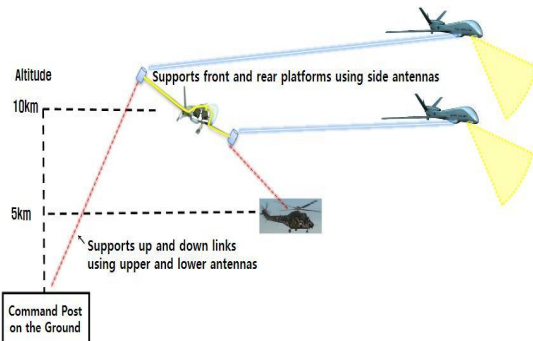 Altitude
Supports front and rear platforms using side antennas
10km
5km
Supports up and down links
using upper and lower antennas
Command Post
on the Ground